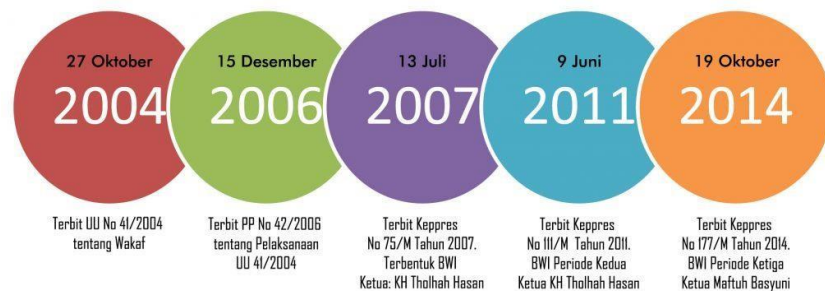 27 Oktober
2004
Terbit UU No 41/2004
tentang Wakaf
15 Desember
2006
Terbit PP No 42/2006
tentang Pelaksanaan
UU 41/2004
13 Juli
2007
Terbit Keppres
No 75/M Tahun 2007.
Terbentuk BWI
Ketua: KH Tholhah Hasan
9 Juni
2011
Terbit Keppres
No 111/M Tahun 2011.
BWI Periode Kedua
Ketua KH Tholhah Hasan
19 Oktober
2014
Terbit Keppres
No 177/M Tahun 2014.
BWI Periode Ketiga
Ketua Maftuh Basyuni